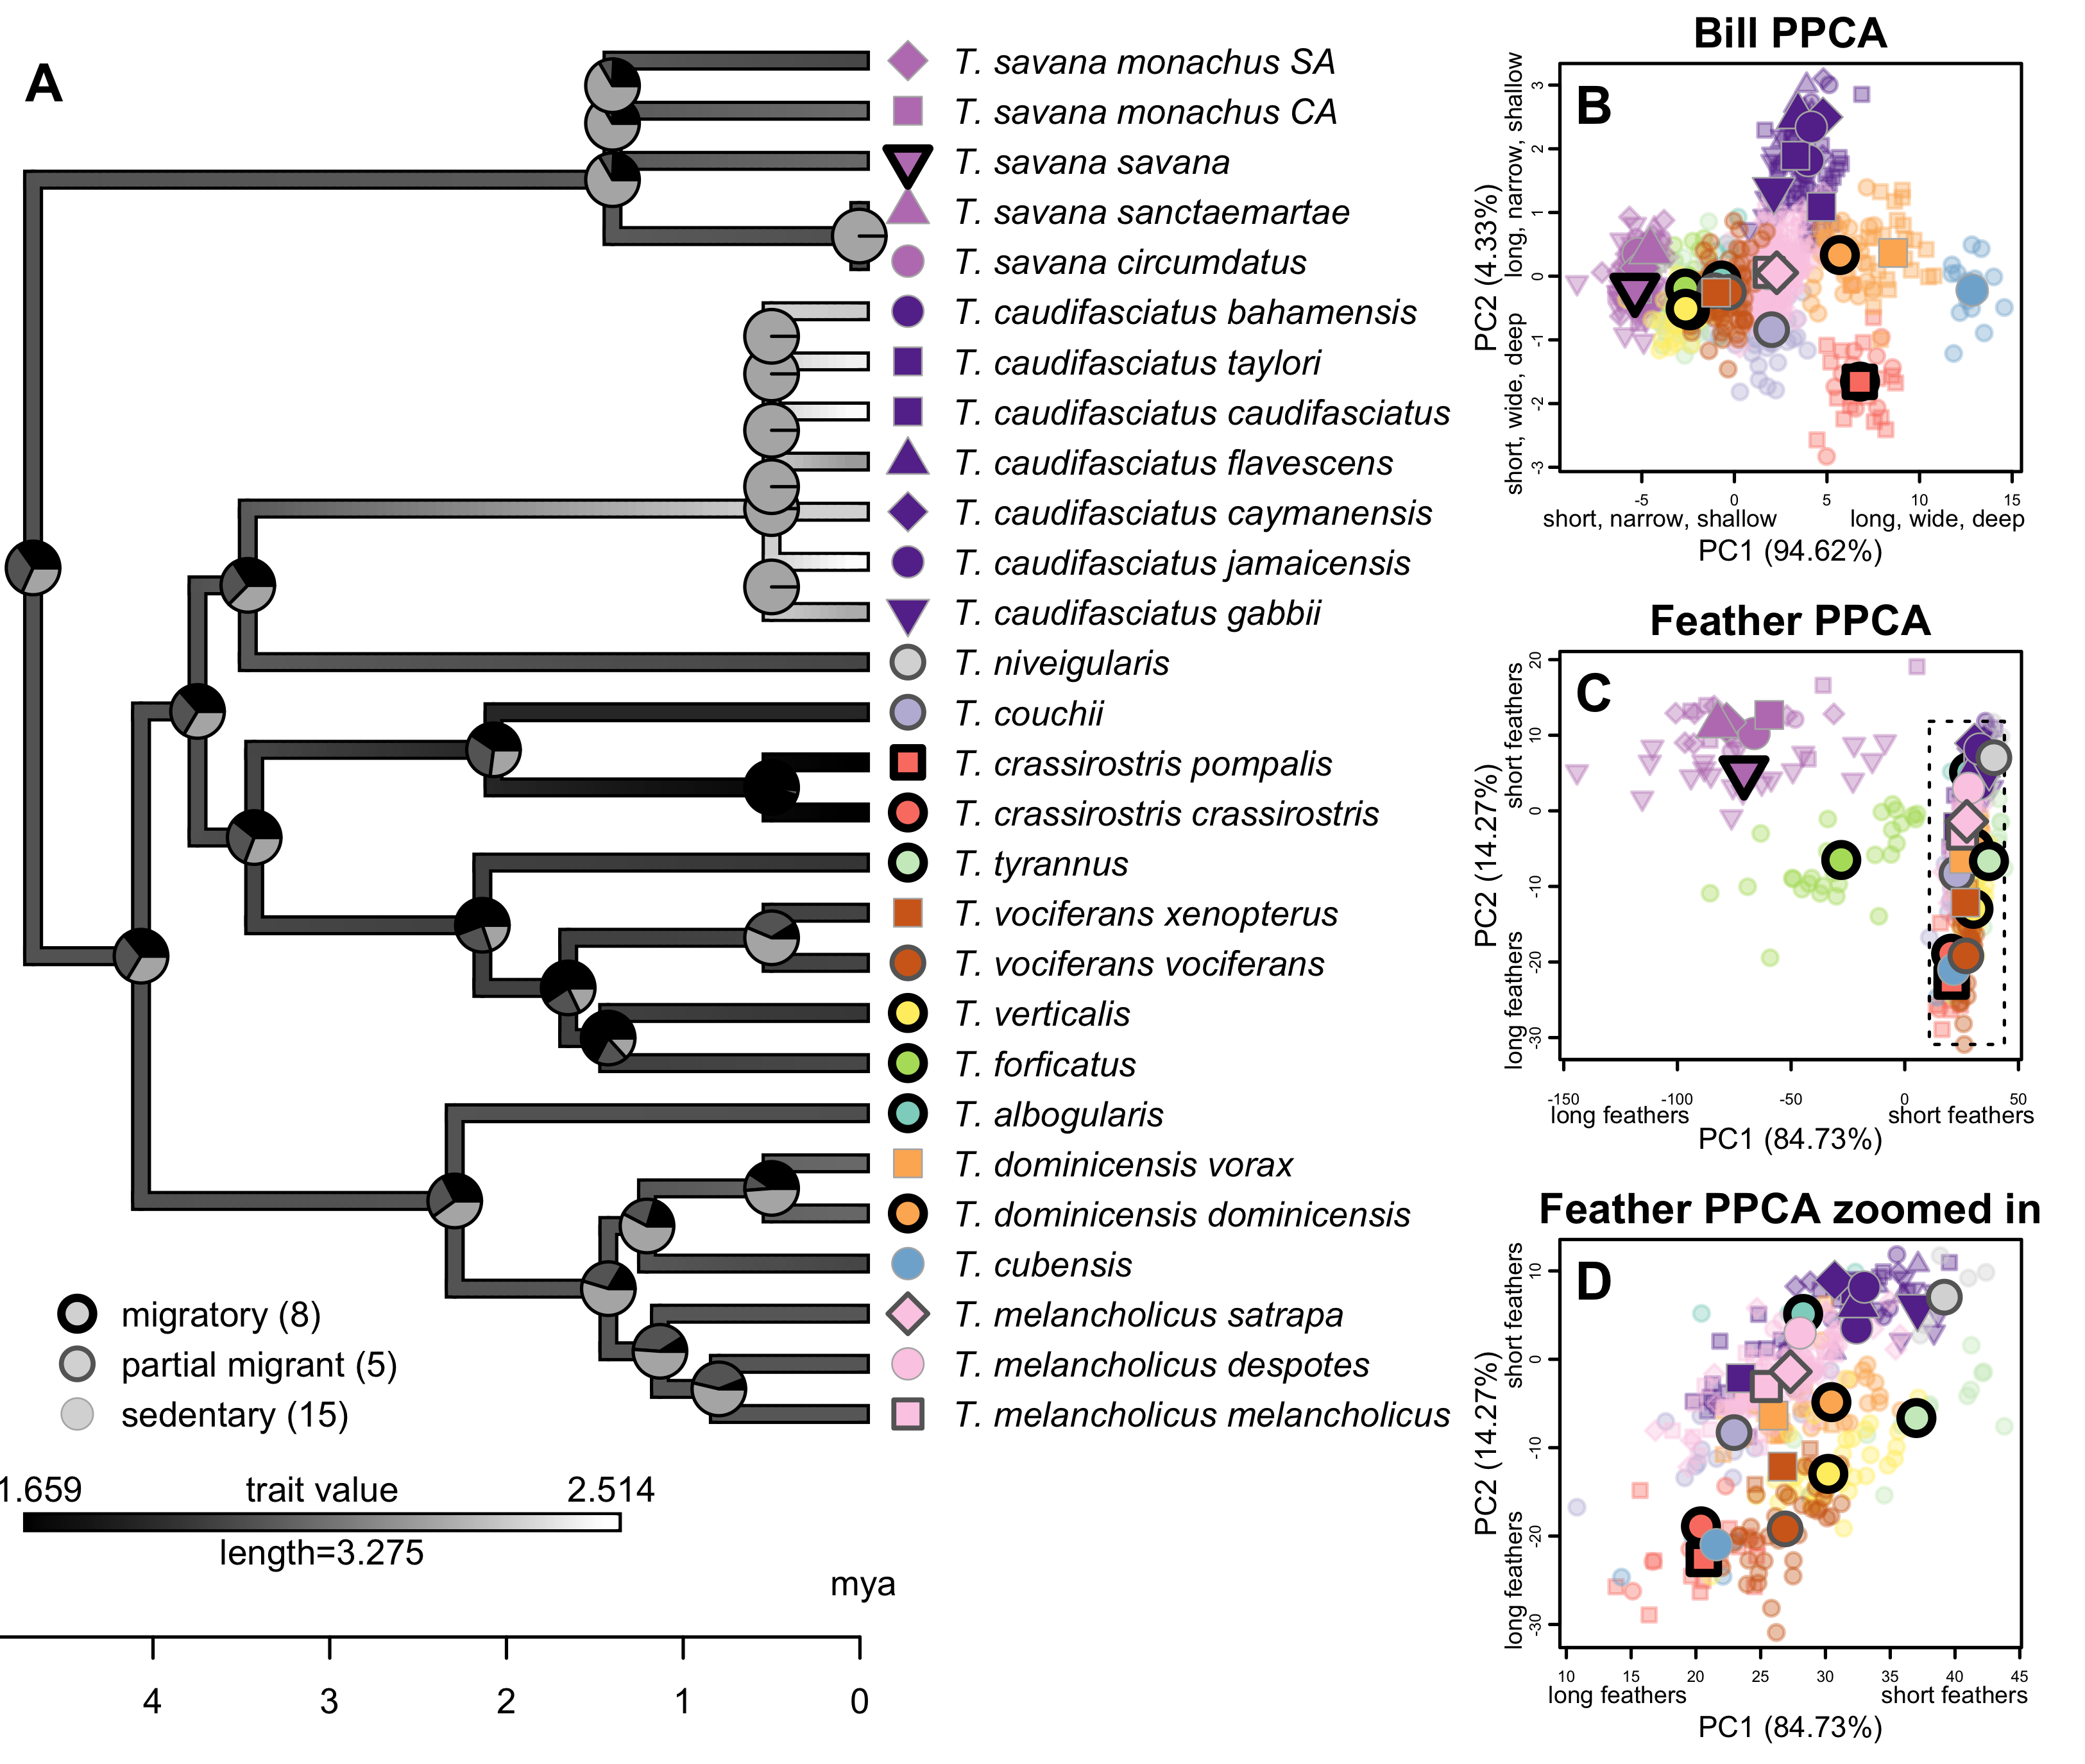 A
T. savana monachus SA
T. savana monachus CA
T. savana savana
T. savana sanctaemartae
T. savana circumdatus
T. caudifasciatus bahamensis
T. caudifasciatus taylori
T. caudifasciatus caudifasciatus
T. caudifasciatus flavescens
T. caudifasciatus caymanensis
T. caudifasciatus jamaicensis
T. caudifasciatus gabbii
T. niveigularis
T. couchii
T. crassirostris pompalis
T. crassirostris crassirostris
T. tyrannus
T. vociferans xenopterus
T. vociferans vociferans
T. verticalis
T. forficatus
T. albogularis
T. dominicensis vorax
T. dominicensis dominicensis
T. cubensis
T. melancholicus satrapa
T. melancholicus despotes
T. melancholicus melancholicus
migratory (8)
partial migrant (5)
sedentary (15)
1.659 trait value 2.514
length=3.275
mya
4 3 2 1 0
Bill PPCA
B
PC2 (4.33%)
short, wide, deep long, narrow, shallow
3
2
1
0
-1
-2
-3
-5 0 5 10 15
short, narrow, shallow long, wide, deep
PC1 (94.62%)
Feather PPCA
C
PC2 (14.27%)
long feathers short feathers
20
10
0
-10
-20
-30
-150 -100 -50 0 50
long feathers short feathers
PC1 (84.73%)
Feather PPCA zoomed in
D
PC2 (14.27%)
long feathers short feathers
10
0
-10
-20
-30
10 15 20 25 30 35 40 45
long feathers short feathers
PC1 (84.73%)